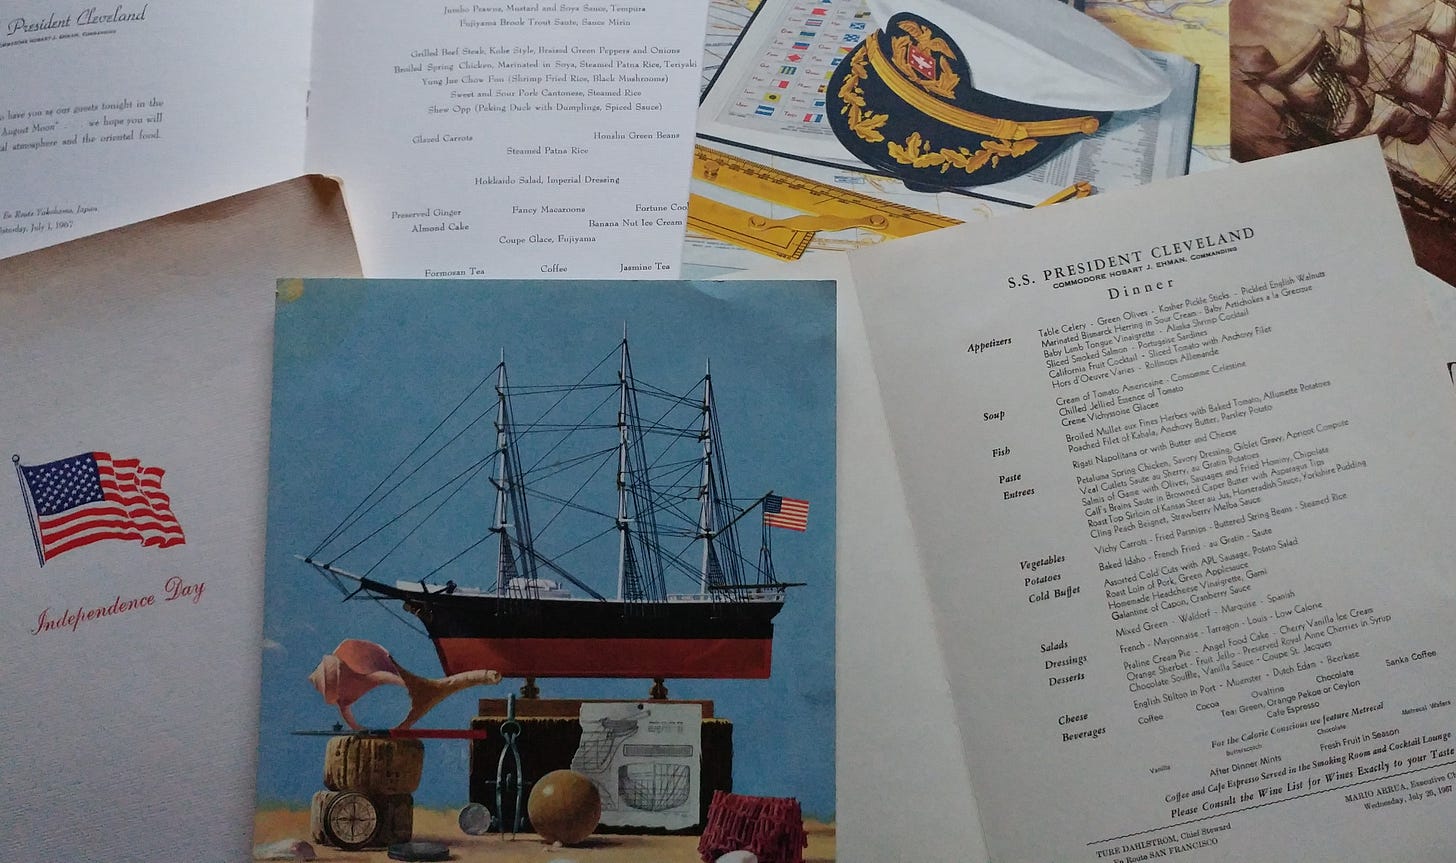 President Cleveland
HOBART J. EHMAN, COMMANDING
have you as our guests tonight in the
August Moon" we hope you will
atmosphere and the oriental food.
En Route Yokohama, Japan
July 1, 1967
Jumbo Prawns, Mustard and Soya Sauce, Tempura
Fujiyama Brook Trout Saute, Sauce Mirin
Grilled Beef Steak, Kobe Style, Braised Green Peppers and Onions
Broiled Spring Chicken, Marinated in Soya, Steamed Patna Rice, Teriyaki
Yung Jue Chow Fon (Shrimp Fried Rice, Black Mushrooms)
Sweet and Sour Pork Cantonese, Steamed Rice
Shew Opp (Peking Duck with Dumplings, Spiced Sauce)
Glaved Carrots Honshu Green Beans
Steamed Patna Rice
Hokkaido Salad, Imperial Dressing
Preserved Ginger Fancy Macaroons Fortune
Almond Cake Banana Nut Ice Cream
Coupe Glace, Fujiyama
Formosan Tea Coffee Jasmine Tea
Independence Day
S.S. PRESIDENT CLEVELAND
COMMODORE HOBART J. EHMAN, COMMANDING
Dinner
Appetizers
Table Celery - Green Olives - Kosher Pickle Sticks - Pickled English Walnuts
Marinated Bismarck Herring in Sour Cream - Baby Artichokes a la Grecque
Baby Lamb Tongue Vinaigrette - Alaska Shrimp Cocktail
Sliced Smoked Salmon - Portugaise Sardines
California Fruit Cocktail - Sliced Tomato with Anchovy Filet
Hors d'Oeuvre Varies - Rollmops Allemande
Soup
Cream of Tomato Americaine - Consomme Celestine
Chilled Jellied Essence of Tomato
Creme Vichyssoise Glacee
Fish
Broiled Mullet aux Fines Herbes with Baked Tomato, Allumette Potatoes
Poached Filet of Kahala, Anchovy Butter, Parsley Potato
Paste
Rigati Napolitana or with Butter and Cheese
Entrees
Petaluma Spring Chicken, Savory Dressing, Giblet Gravy, Apricot Compote
Veal Cutlets Saute au Sherry, au Gratin Potatoes
Salmis of Game with Olives, Sausages and Fried Hominy, Chipolata
Calf's Brains Saute in Browned Caper Butter with Asparagus Tips
Roast Top Sirloin of Kansas Steer au Jus, Horseradish Sauce, Yorkshire Pudding
Cling Peach Beignet, Strawberry Melba Sauce
Vegetables
Vichy Carrots - Fried Parsnips - Buttered String Beans - Steamed Rice
Potatoes
Baked Idaho - French Fried - au Gratin - Saute
Cold Buffet
Assorted Cold Cuts with APL Sausage, Potato Salad
Roast Loin of Pork, Green Applesauce
Homemade Headcheese Vinaigrette, Garni
Galantine of Capon, Cranberry Sauce
Salads
Mixed Green - Waldorf - Marquise - Spanish
Dressings
French - Mayonnaise - Tarragon - Louis - Low Calorie
Desserts
Praline Cream Pie - Angel Food Cake - Cherry Vanilla Ice Cream
Orange Sherbet - Fruit Jello - Preserved Royal Anne Cherries in Syrup
Chocolate Souffle, Vanilla Sauce - Coupe St. Jacques
Cheese
English Stilton in Port - Muenster - Dutch Edam - Beerkase
Beverages
Coffee Cocoa Ovaltine Chocolate Sanka Coffee
Tea: Green, Orange Pekoe or Ceylon
Café Espresso
For the Calorie Conscious we feature Metrecal
Vanilla Butterscotch Chocolate Metrecal Wafers
After Dinner Mints Fresh Fruit in Season
Coffee and Cafe Espresso Served in the Smoking Room and Cocktail Lounge
Please Consult the Wine List for Wines Exactly to your Taste
TURE DAHLSTROM, Chief Steward
En Route SAN FRANCISCO
MARIO ARRUA, Executive
Wednesday, July 26, 1967